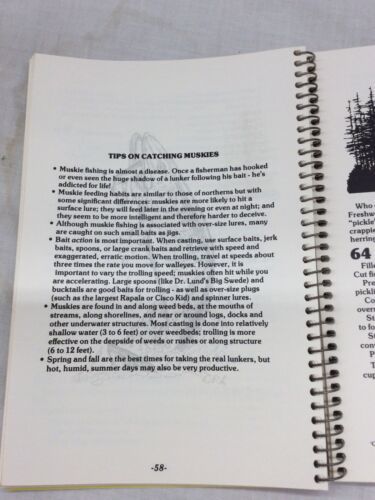 TIPS ON CATCHING MUSKIES
• Muskie fishing is almost a disease. Once a fisherman has hooked
or even seen the huge shadow of a lunker following his bait - he's
addicted for life!
• Muskie feeding habits are similar to those of northerns but with
some significant differences: muskies are more likely to hit a
surface lure; they will feed later in the evening or even at night; and
they seem to be more intelligent and therefore harder to deceive.
• Although muskie fishing is associated with over-size lures, many
are caught on such small baits as jigs.
• Bait action is most important. When casting, use surface baits, jerk
baits, spoons, or large crank baits and retrieve with speed and
exaggerated, erratic motion. When trolling, travel at speeds about
three times the rate you move for walleyes. However, it is
important to vary the trolling speed; muskies often hit while you
are accelerating. Large spoons (like Dr. Lund's Big Swede) and
bucktails are good baits for trolling - as well as over-size plugs
(such as the largest Rapala or Cisco Kid) and spinner lures.
• Muskies are found in and along weed beds, at the mouths of
streams, along shorelines, and near or around logs, docks and
other underwater structures. Most casting is done into relatively
shallow water (3 to 6 feet) or over weedbeds; trolling is more
effective on the deepside of weeds or rushes or along structure
(6 to 12 feet).
• Spring and fall are the best times for taking the real lunkers, but
hot, humid, summer days may also be very productive.
-58-
Who
Freshw
"pickle
crappie
herring
64
Fille
Cut fi
Pre
pickli
Co
overn
St
con
P
St
T
cup